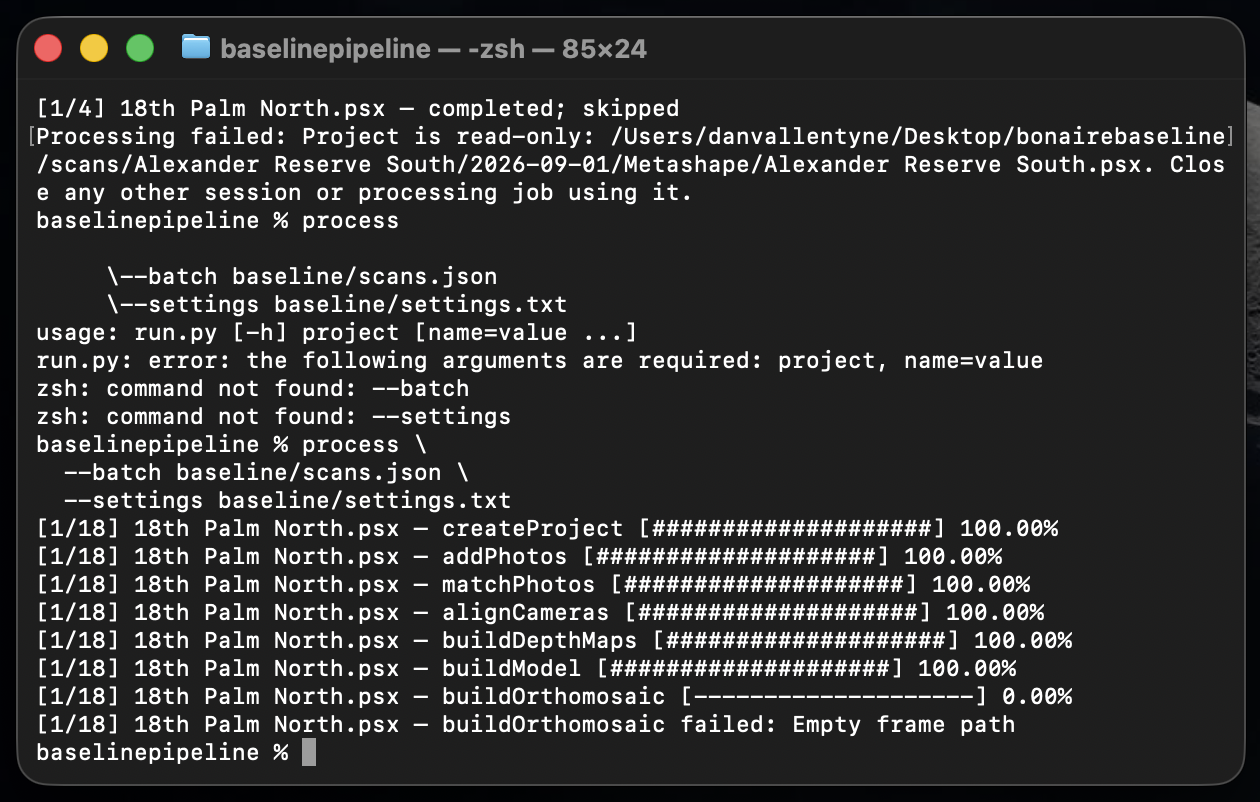 baselinepipeline — -zsh — 85×24
[1/4] 18th Palm North.psx — completed; skipped
[Processing failed: Project is read-only: /Users/danvallentyne/Desktop/bonairebaseline]
/scans/Alexander Reserve South/2026-09-01/Metashape/Alexander Reserve South.psx. Clos
e any other session or processing job using it.
baselinepipeline % process
\--batch baseline/scans.json
\--settings baseline/settings.txt
usage: run.py [-h] project [name=value ...]
run.py: error: the following arguments are required: project, name=value
zsh: command not found: --batch
zsh: command not found: --settings
baselinepipeline % process \
--batch baseline/scans.json \
--settings baseline/settings.txt
[1/18] 18th Palm North.psx — createProject [####################] 100.00%
[1/18] 18th Palm North.psx — addPhotos [####################] 100.00%
[1/18] 18th Palm North.psx — matchPhotos [####################] 100.00%
[1/18] 18th Palm North.psx — alignCameras [####################] 100.00%
[1/18] 18th Palm North.psx — buildDepthMaps [####################] 100.00%
[1/18] 18th Palm North.psx — buildModel [####################] 100.00%
[1/18] 18th Palm North.psx — buildOrthomosaic [--------------------] 0.00%
[1/18] 18th Palm North.psx — buildOrthomosaic failed: Empty frame path
baselinepipeline %